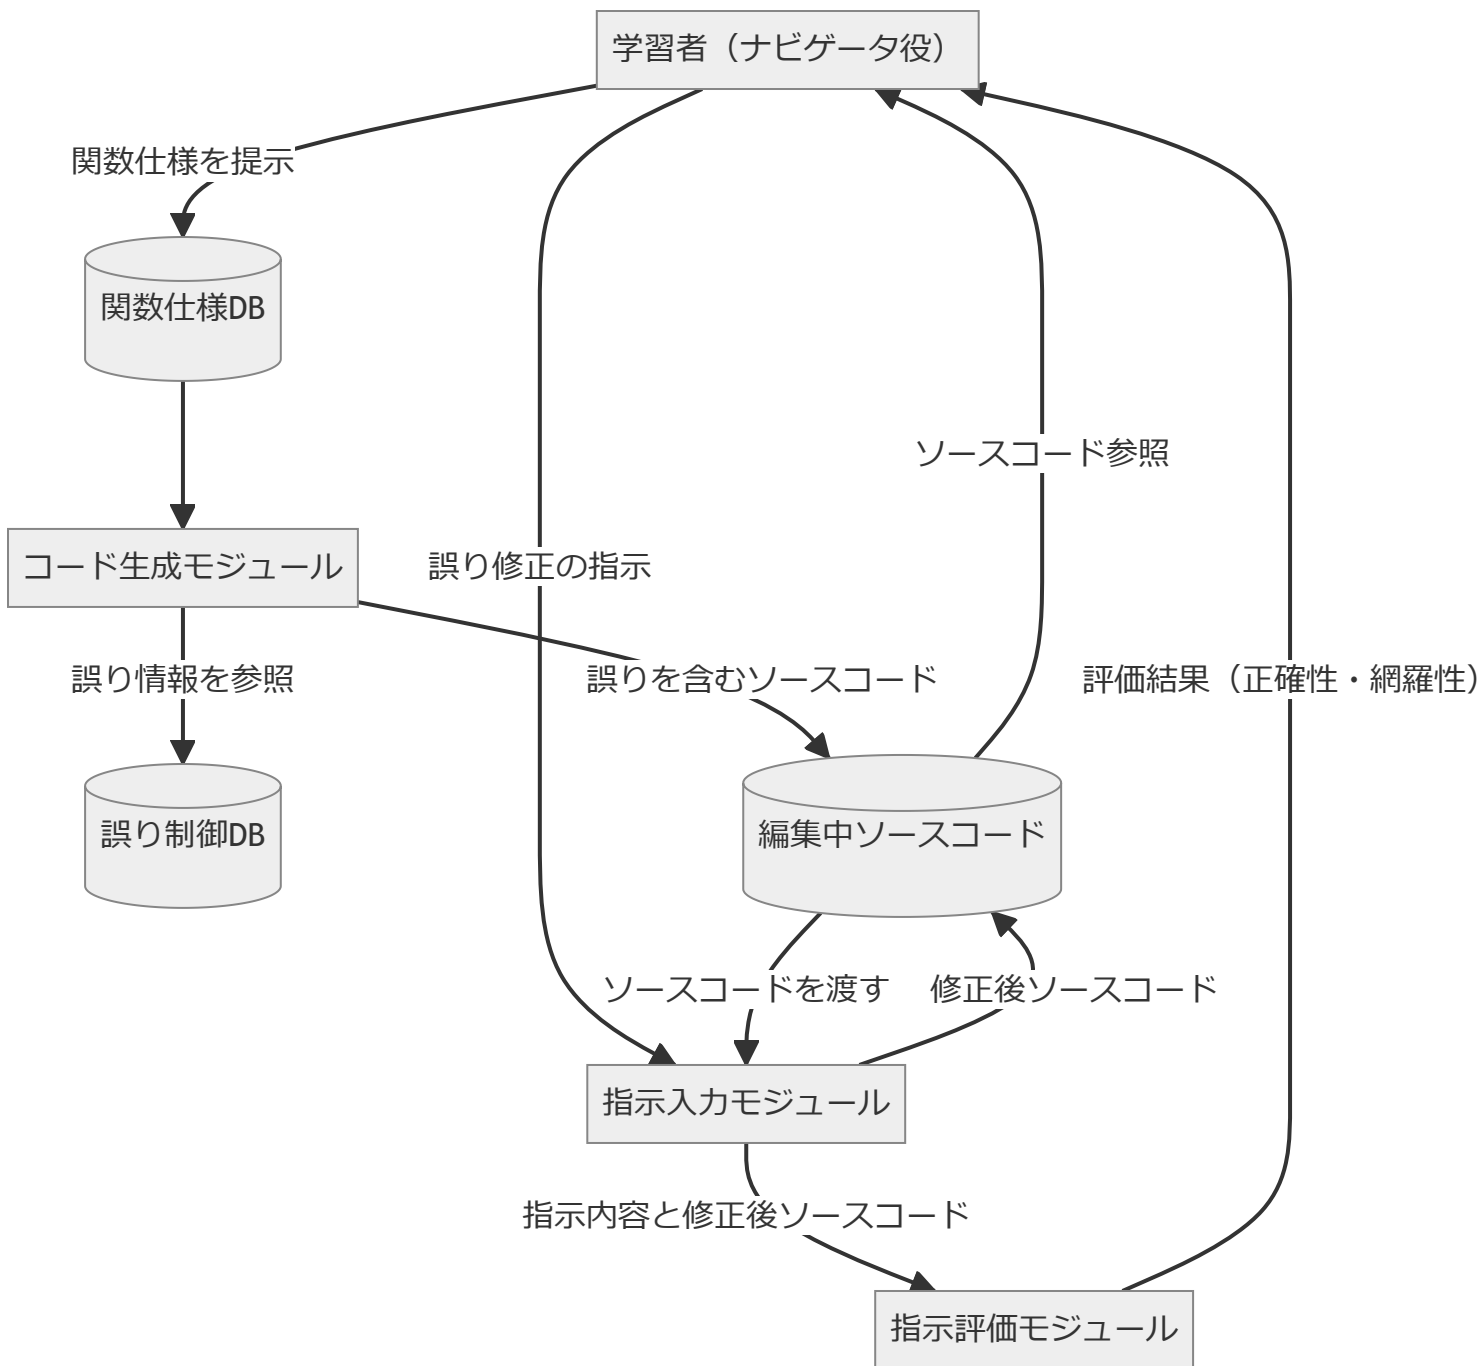 学習者（ナビゲータ役）
関数仕様を提示
関数仕様DB
ソースコード参照
コード生成モジュール
誤り修正の指示
誤り情報を参照
誤りを含むソースコード
評価結果（正確性・網羅性）
誤り制御DB
編集中ソースコード
ソースコードを渡す
修正後ソースコード
指示入力モジュール
指示内容と修正後ソースコード
指示評価モジュール